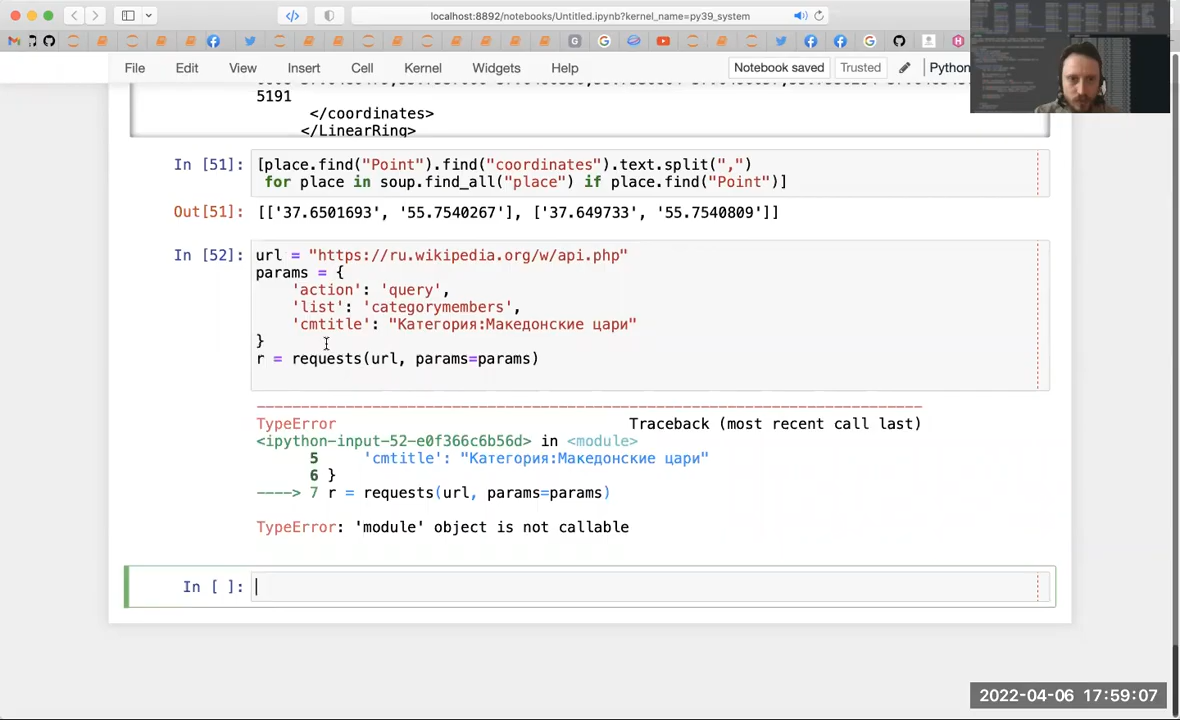 localhost:8892/notebooks/Untitled.ipynb?kernel_name=py39_system
File Edit View Insert Cell Kernel Widgets Help Notebook saved Trusted Python
5191
</coordinates>
</LinearRing>
In [51]: [place.find("Point").find("coordinates").text.split(",")
for place in soup.find_all("place") if place.find("Point")]
Out[51]: [['37.6501693', '55.7540267'], ['37.649733', '55.7540809']]
In [52]: url = "https://ru.wikipedia.org/w/api.php"
params = {
'action': 'query',
'list': 'categorymembers',
'cmtitle': "Категория:Македонские цари"
}
r = requests(url, params=params)
TypeError Traceback (most recent call last)
<ipython-input-52-e0f366c6b56d> in <module>
5 'cmtitle': "Категория:Македонские цари"
6 }
----> 7 r = requests(url, params=params)
TypeError: 'module' object is not callable
In [ ]:
2022-04-06 17:59:07